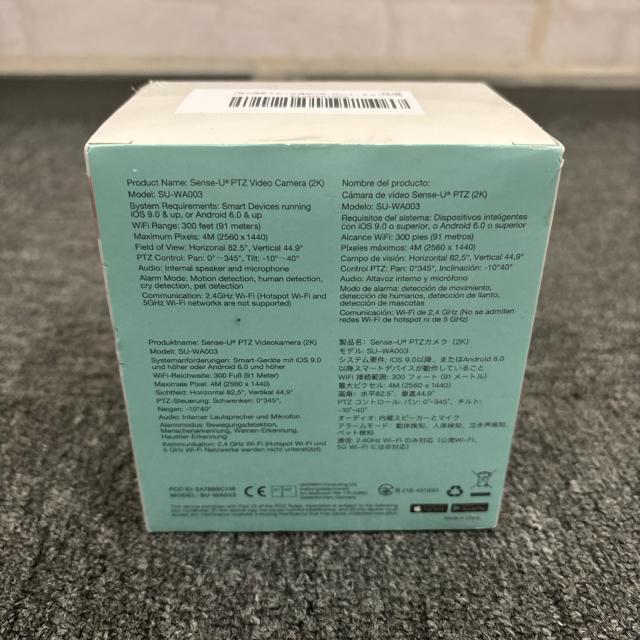 Product Name: Sense-U® PTZ Video Camera (2K)
Model: SU-WA003
System Requirements: Smart Devices running
iOS 9.0 & up, or Android 6.0 & up
WiFi Range: 300 feet (91 meters)
Maximum Pixels: 4M (2560 x 1440)
Field of View: Horizontal 82.5°, Vertical 44.9°
PTZ Control: Pan: 0°~345°, Tilt: -10°~40°
Audio: Internal speaker and microphone
Alarm Mode: Motion detection, human detection,
cry detection, pet detection
Communication: 2.4GHz Wi-Fi (Hotspot Wi-Fi and
5GHz Wi-Fi networks are not supported)
Nombre del producto:
Cámara de video Sense-U® PTZ (2K)
Modelo: SU-WA003
Requisitos del sistema: Dispositivos inteligentes
con iOS 9.0 o superior, o Android 6.0 o superior
Alcance WiFi: 300 pies (91 metros)
Píxeles máximos: 4M (2560 x 1440)
Campo de visión: Horizontal 82.5°, Vertical 44.9°
Control PTZ: Pan: 0°345°, Inclinación: -10°40°
Audio: Altavoz interno y micrófono
Modo de alarma: detección de movimiento,
detección de humanos, detección de llanto,
detección de mascotas
Comunicación: Wi-Fi de 2,4 GHz (No se admiten
redes Wi-Fi de hotspot ni de 5 GHz)
Produktname: Sense-U® PTZ Videokamera (2K)
Modell: SU-WA003
Systemanforderungen: Smart-Geräte mit iOS 9.0
und höher oder Android 6.0 und höher
WiFi-Reichweite: 300 Fuß (91 Meter)
Maximale Pixel: 4M (2560 x 1440)
Sichtfeld: Horizontal 82,5°, Vertikal 44,9°
PTZ-Steuerung: Schwenken: 0°345°,
Neigen: -10°40°
Audio: Interner Lautsprecher und Mikrofon
Alarmmodus: Bewegungsdetektion,
Menschenerkennung, Weinen-Erkennung,
Haustier-Erkennung
Kommunikation: 2.4 GHz Wi-Fi (Hotspot Wi-Fi und
5 GHz Wi-Fi Netzwerke werden nicht unterstützt)
製品名: Sense-U® PTZカメラ (2K)
モデル: SU-WA003
システム要件: iOS 9.0以降、またはAndroid 6.0
以降スマートデバイスが動作していること
WiFi 接続範囲: 300 フィート (91 メートル)
最大ピクセル: 4M (2560 x 1440)
画角: 水平82.5°、垂直44.9°
PTZ コントロール: パン: 0°345°、チルト:
-10°40°
オーディオ: 内蔵スピーカーとマイク
アラームモード: 動体検知、人体検知、泣き声検知、
ペット検知
通信: 2.4GHz Wi-Fi のみ対応 (公衆Wi-Fi、
5G Wi-Fi には非対応)
MODEL: SU-WA003
CE
Made in China